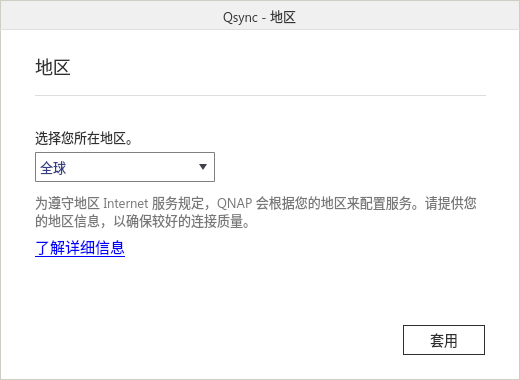 Qsync - 地区
地区
选择您所在地区。
全球
为遵守地区 Internet 服务规定，QNAP 会根据您的地区来配置服务。请提供您
的地区信息，以确保较好的连接质量。
了解详细信息
套用